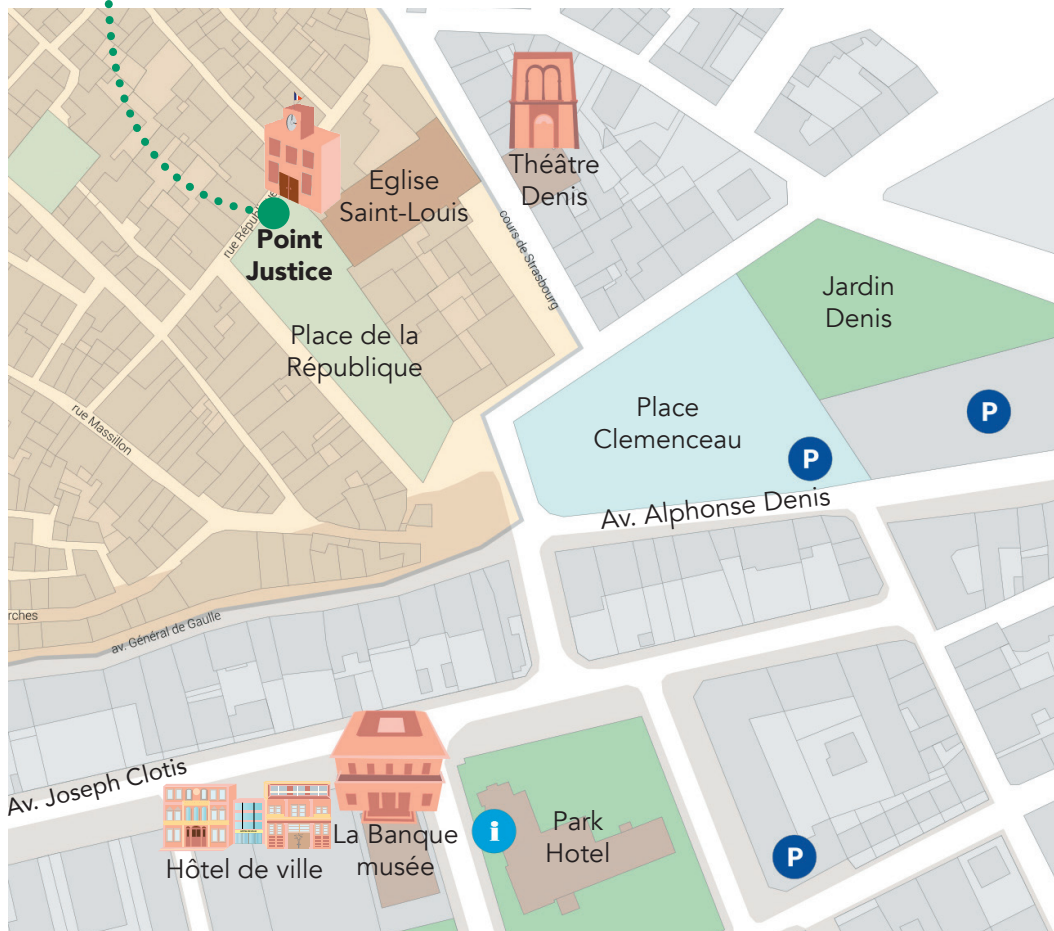 Théâtre
Denis
Eglise
Saint-Louis
rue République
Point
Justice
cours de Strasbourg
Jardin
Denis
Place de la
République
Place
Clemenceau
P
P
rue Massillon
Av. Alphonse Denis
rches
av. Général de Gaulle
Av. Joseph Clotis
i
Park
Hotel
La Banque
musée
Hôtel de ville
P